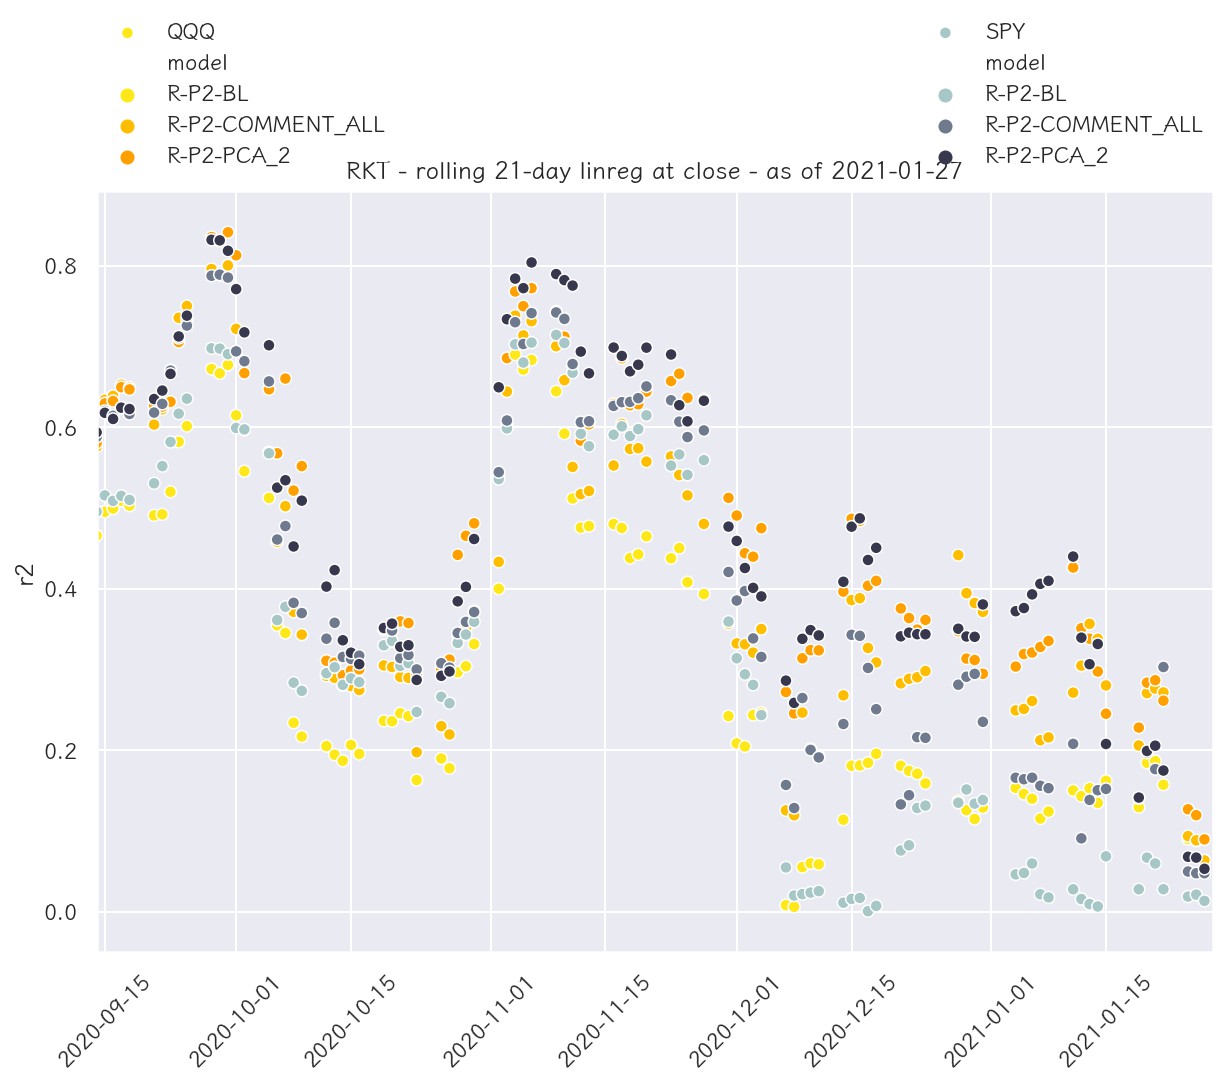 QQQ
model
R-P2-BL
R-P2-COMMENT_ALL
R-P2-PCA_2
SPY
model
R-P2-BL
R-P2-COMMENT_ALL
R-P2-PCA_2
RKT - rolling 21-day linreg at close - as of 2021-01-27
0.8
0.6
0.4
0.2
0.0
r2
2020-09-15
2020-10-01
2020-10-15
2020-11-01
2020-11-15
2020-12-01
2020-12-15
2021-01-01
2021-01-15